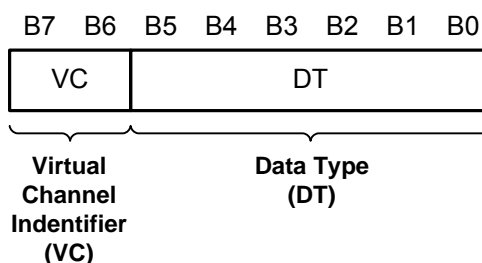 B7 B6 B5 B4 B3 B2 B1 B0
VC DT
Virtual
Channel
Indentifier
(VC)
Data Type
(DT)